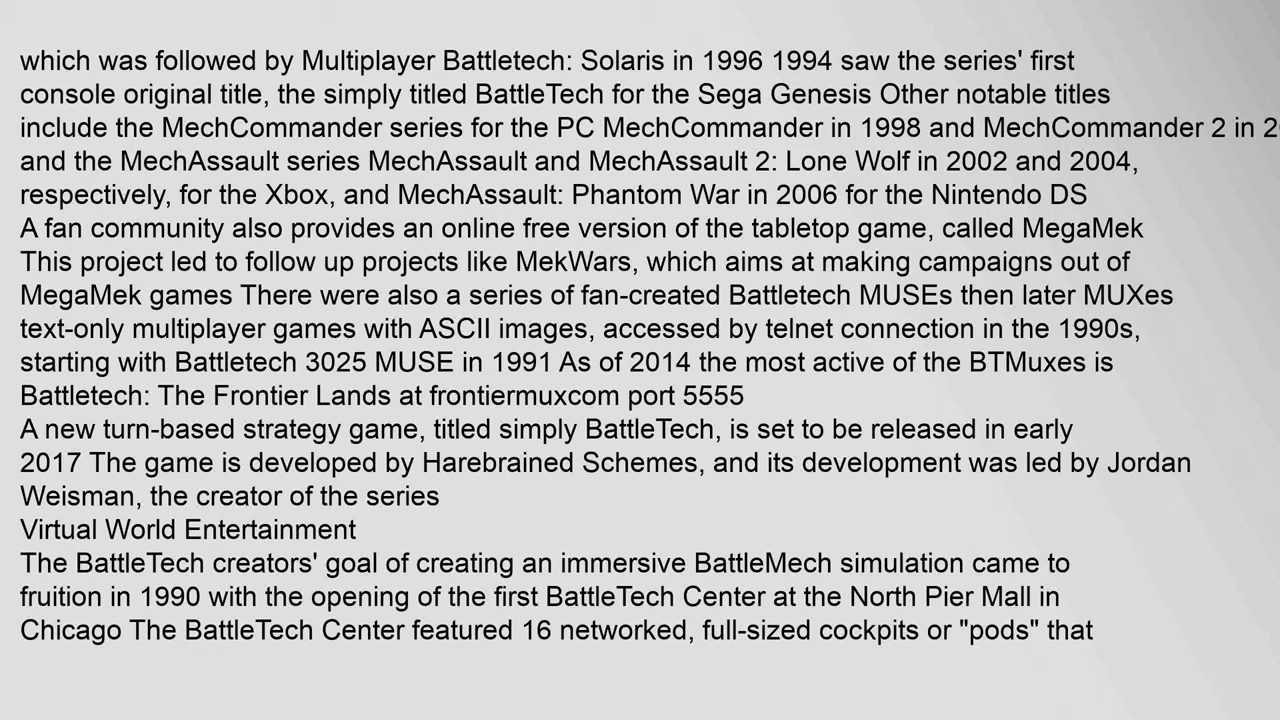 which was followed by Multiplayer Battletech: Solaris in 1996 1994 saw the series' first
console original title, the simply titled BattleTech for the Sega Genesis Other notable titles
include the MechCommander series for the PC MechCommander in 1998 and MechCommander 2 in
and the MechAssault series MechAssault and MechAssault 2: Lone Wolf in 2002 and 2004,
respectively, for the Xbox, and MechAssault: Phantom War in 2006 for the Nintendo DS
A fan community also provides an online free version of the tabletop game, called MegaMek
This project led to follow up projects like MekWars, which aims at making campaigns out of
MegaMek games There were also a series of fan-created Battletech MUSEs then later MUXes
text-only multiplayer games with ASCII images, accessed by telnet connection in the 1990s,
starting with Battletech 3025 MUSE in 1991 As of 2014 the most active of the BTMuxes is
Battletech: The Frontier Lands at frontiermuxcom port 5555
A new turn-based strategy game, titled simply BattleTech, is set to be released in early
2017 The game is developed by Harebrained Schemes, and its development was led by Jordan
Weisman, the creator of the series
Virtual World Entertainment
The BattleTech creators' goal of creating an immersive BattleMech simulation came to
fruition in 1990 with the opening of the first BattleTech Center at the North Pier Mall in
Chicago The BattleTech Center featured 16 networked, full-sized cockpits or "pods" that